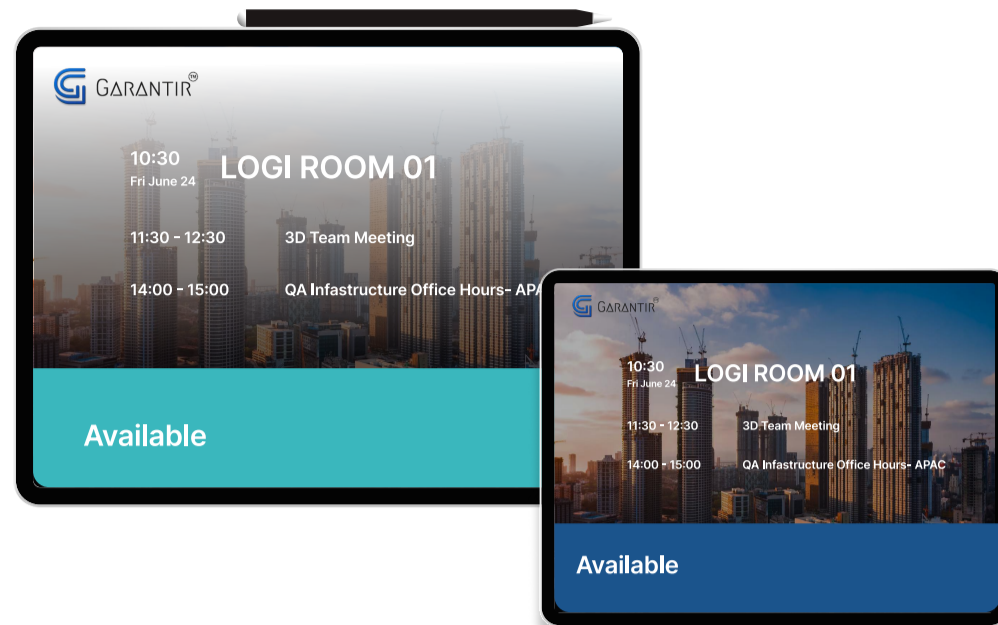 GARANTIR™
10:30
Fri June 24
LOGI ROOM 01
11:30 - 12:30 3D Team Meeting
14:00 - 15:00 QA Infastructure Office Hours- APA
Available
GARANTIR
10:30
Fri June 24
LOGI ROOM 01
11:30 - 12:30 3D Team Meeting
14:00 - 15:00 QA Infastructure Office Hours- APAC
Available